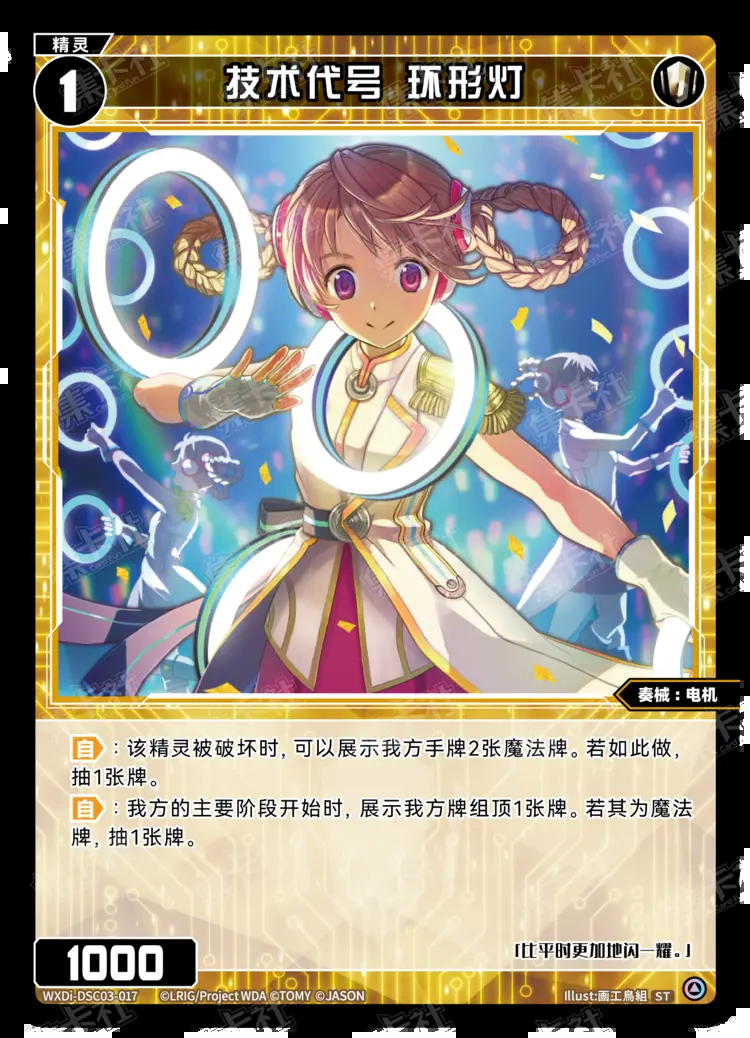 精灵
1
技术代号 环形灯
奏械：电机
自：该精灵被破坏时，可以展示我方手牌2张魔法牌。若如此做，
抽1张牌。
自：我方的主要阶段开始时，展示我方牌组顶1张牌。若其为魔法
牌，抽1张牌。
「比平时更加地闪一耀。」
1000
WXDi-DSC03-017 ©LRIG/Project WDA ©TOMY ©JASON
Illust:画工鳥組 ST
集卡社